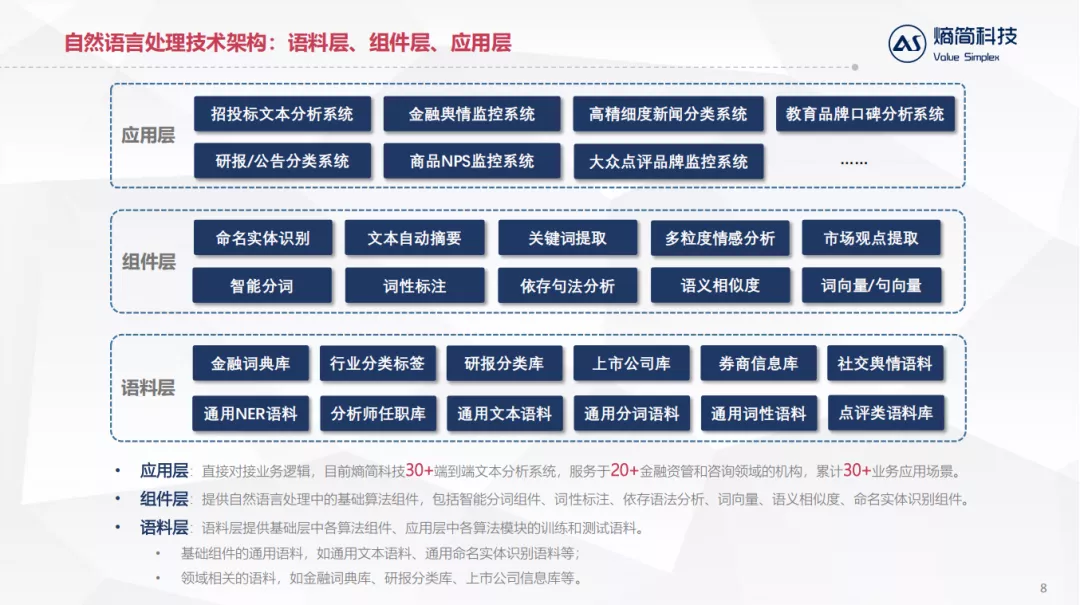 自然语言处理技术架构：语料层、组件层、应用层
熵简科技
Value Simplex
应用层
招投标文本分析系统 金融舆情监控系统 高精细度新闻分类系统 教育品牌口碑分析系统
研报/公告分类系统 商品NPS监控系统 大众点评品牌监控系统 ……
组件层
命名实体识别 文本自动摘要 关键词提取 多粒度情感分析 市场观点提取
智能分词 词性标注 依存句法分析 语义相似度 词向量/句向量
语料层
金融词典库 行业分类标签 研报分类库 上市公司库 券商信息库 社交舆情语料
通用NER语料 分析师任职库 通用文本语料 通用分词语料 通用词性语料 点评类语料库
• 应用层：直接对接业务逻辑，目前熵简科技30+端到端文本分析系统，服务于20+金融资管和咨询领域的机构，累计30+业务应用场景。
• 组件层：提供自然语言处理中的基础算法组件，包括智能分词组件、词性标注、依存语法分析、词向量、语义相似度、命名实体识别组件。
• 语料层：语料层提供基础层中各算法组件、应用层中各算法模块的训练和测试语料。
• 基础组件的通用语料，如通用文本语料、通用命名实体识别语料等；
• 领域相关的语料，如金融词典库、研报分类库、上市公司信息库等。
8